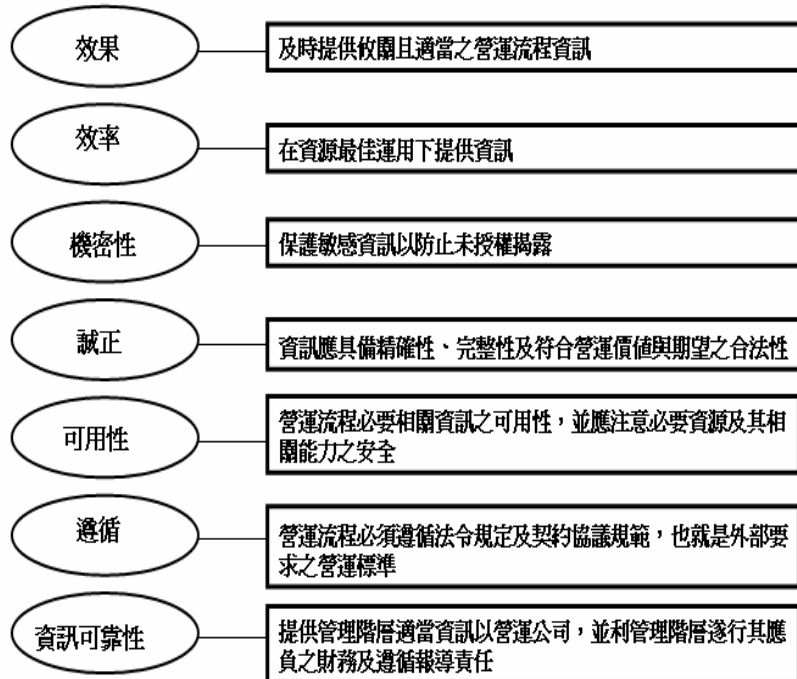 效果
及時提供攸關且適當之營運流程資訊
效率
在資源最佳運用下提供資訊
機密性
保護敏感資訊以防止未授權揭露
誠正
資訊應具備精確性、完整性及符合營運價值與期望之合法性
可用性
營運流程必要相關資訊之可用性，並應注意必要資源及其相
關能力之安全
遵循
營運流程必須遵循法令規定及契約協議規範，也就是外部要
求之營運標準
資訊可靠性
提供管理階層適當資訊以營運公司，並利管理階層遂行其應
負之財務及遵循報導責任